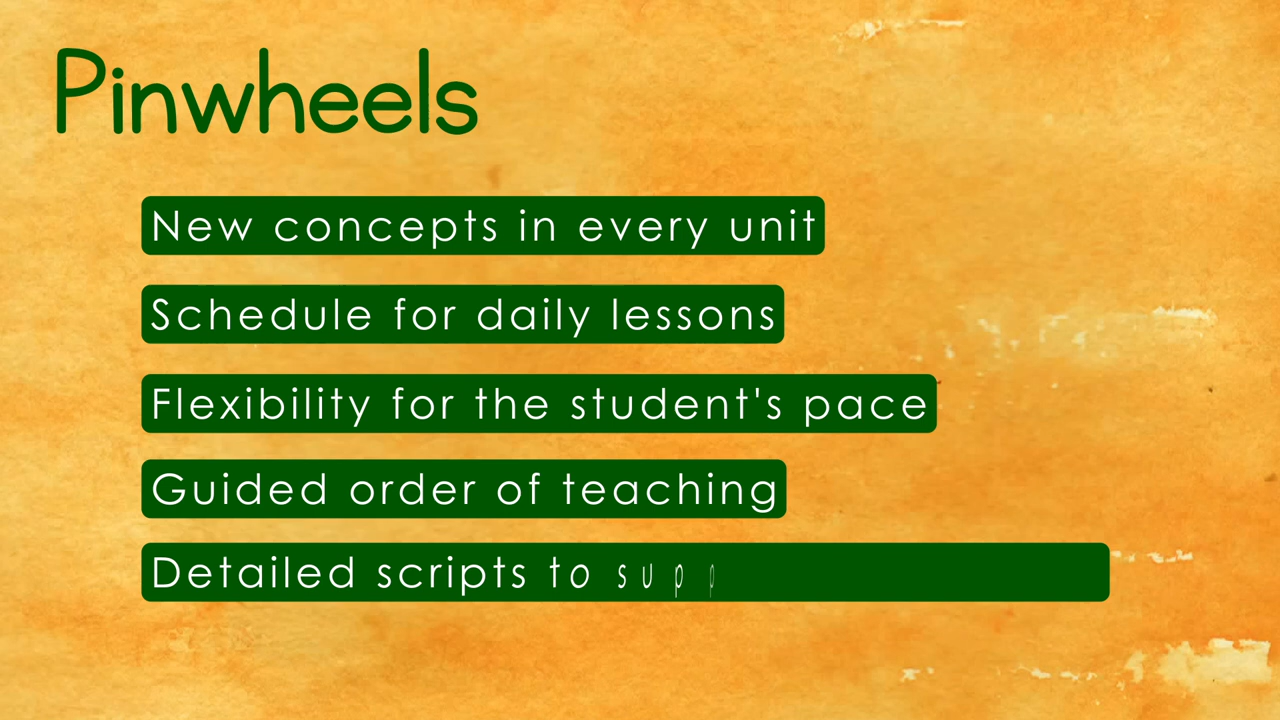 Pinwheels
New concepts in every unit
Schedule for daily lessons
Flexibility for the student's pace
Guided order of teaching
Detailed scripts to supp